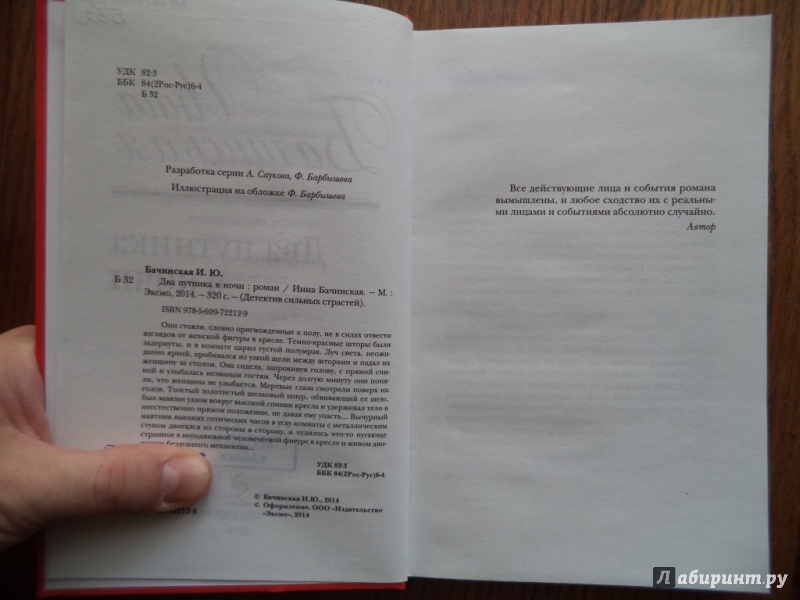 УДК 82-3
ББК 84(2Рос-Рус)6-4
Б 32
Разработка серии А. Саукова, Ф. Барбышева
Иллюстрация на обложке Ф. Барбышева
Бачинская И. Ю.
Б 32 Два путника в ночи : роман / Инна Бачинская. – М. :
Эксмо, 2014. – 320 с. – (Детектив сильных страстей).
ISBN 978-5-699-72212-9
Они стояли, словно пригвожденные к полу, не в силах отвести
взглядов от женской фигуры в кресле. Темно-красные шторы были
задернуты, и в комнате царил густой полумрак. Луч света, неожи-
данно яркий, пробивался из узкой щели между шторами и падал на
женщину за столом. Она сидела, запрокинув голову, с прямой спи-
ной и улыбалась незваным гостям. Через долгую минуту они поня-
ли, что женщина не улыбается. Мертвые глаза смотрели поверх их
голов. Толстый золотистый шелковый шнур, обвивающий ее шею,
был завязан узлом вокруг высокой спинки кресла и удерживал тело в
неестественно прямом положении, не давая ему упасть... Вычурный
маятник высоких готических часов в углу комнаты с металлическим
стуком двигался из стороны в сторону, и чудилось что-то пугающе
странное в неподвижной человеческой фигуре в кресле и живом дви-
бездушного механизма...
УДК 82-3
ББК 84(2Рос-Рус)6-4
© Бачинская И.Ю., 2014
© Оформление. ООО «Издательство
2212-9 «Эксмо», 2014
Все действующие лица и события романа
вымышлены, и любое сходство их с реальны-
ми лицами и событиями абсолютно случайно.
Автор
Лабиринт.ру